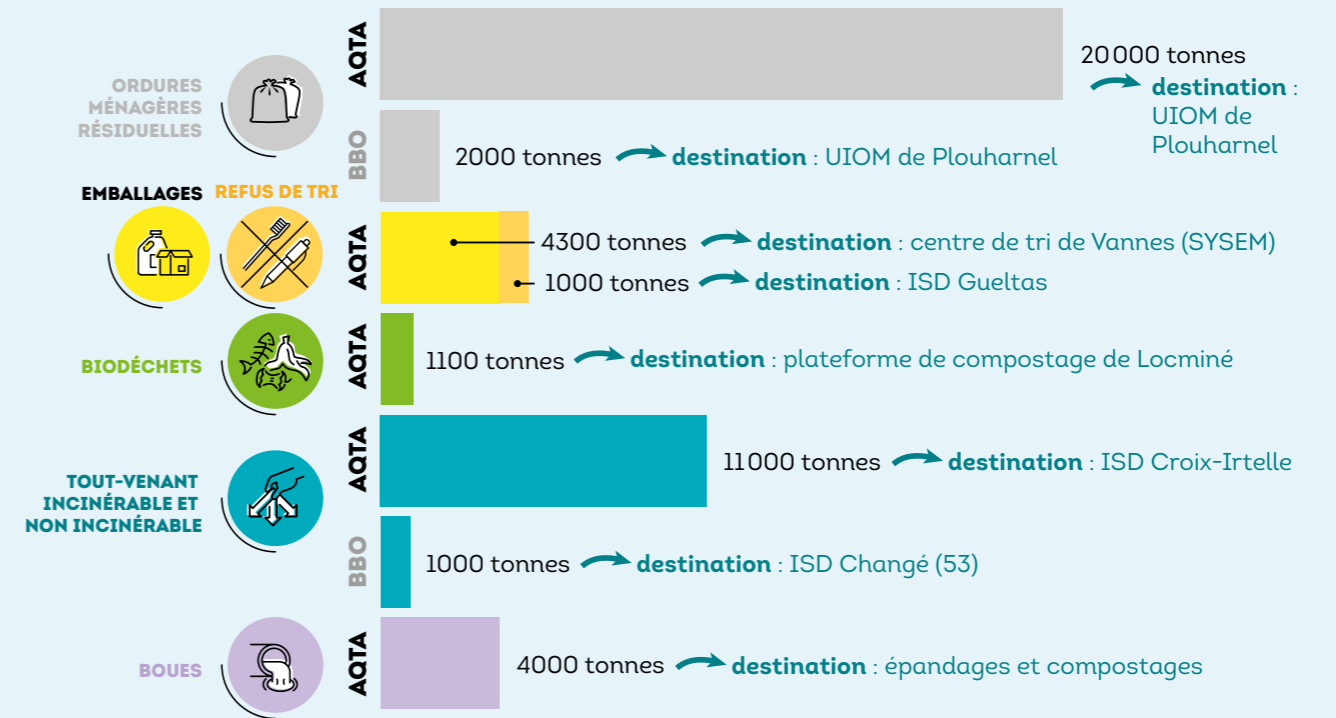 ORDURES
MÉNAGÈRES
RÉSIDUELLES
AQTA
20 000 tonnes
destination :
UIOM de
Plouharnel
BBO
2000 tonnes destination : UIOM de Plouharnel
EMBALLAGES REFUS DE TRI
AQTA
4300 tonnes destination : centre de tri de Vannes (SYSEM)
1000 tonnes destination : ISD Gueltas
BIODÉCHETS
AQTA
1100 tonnes destination : plateforme de compostage de Locminé
TOUT-VENANT
INCINÉRABLE ET
NON INCINÉRABLE
AQTA
11000 tonnes destination : ISD Croix-Irtelle
BBO
1000 tonnes destination : ISD Changé (53)
BOUES
AQTA
4000 tonnes destination : épandages et compostages